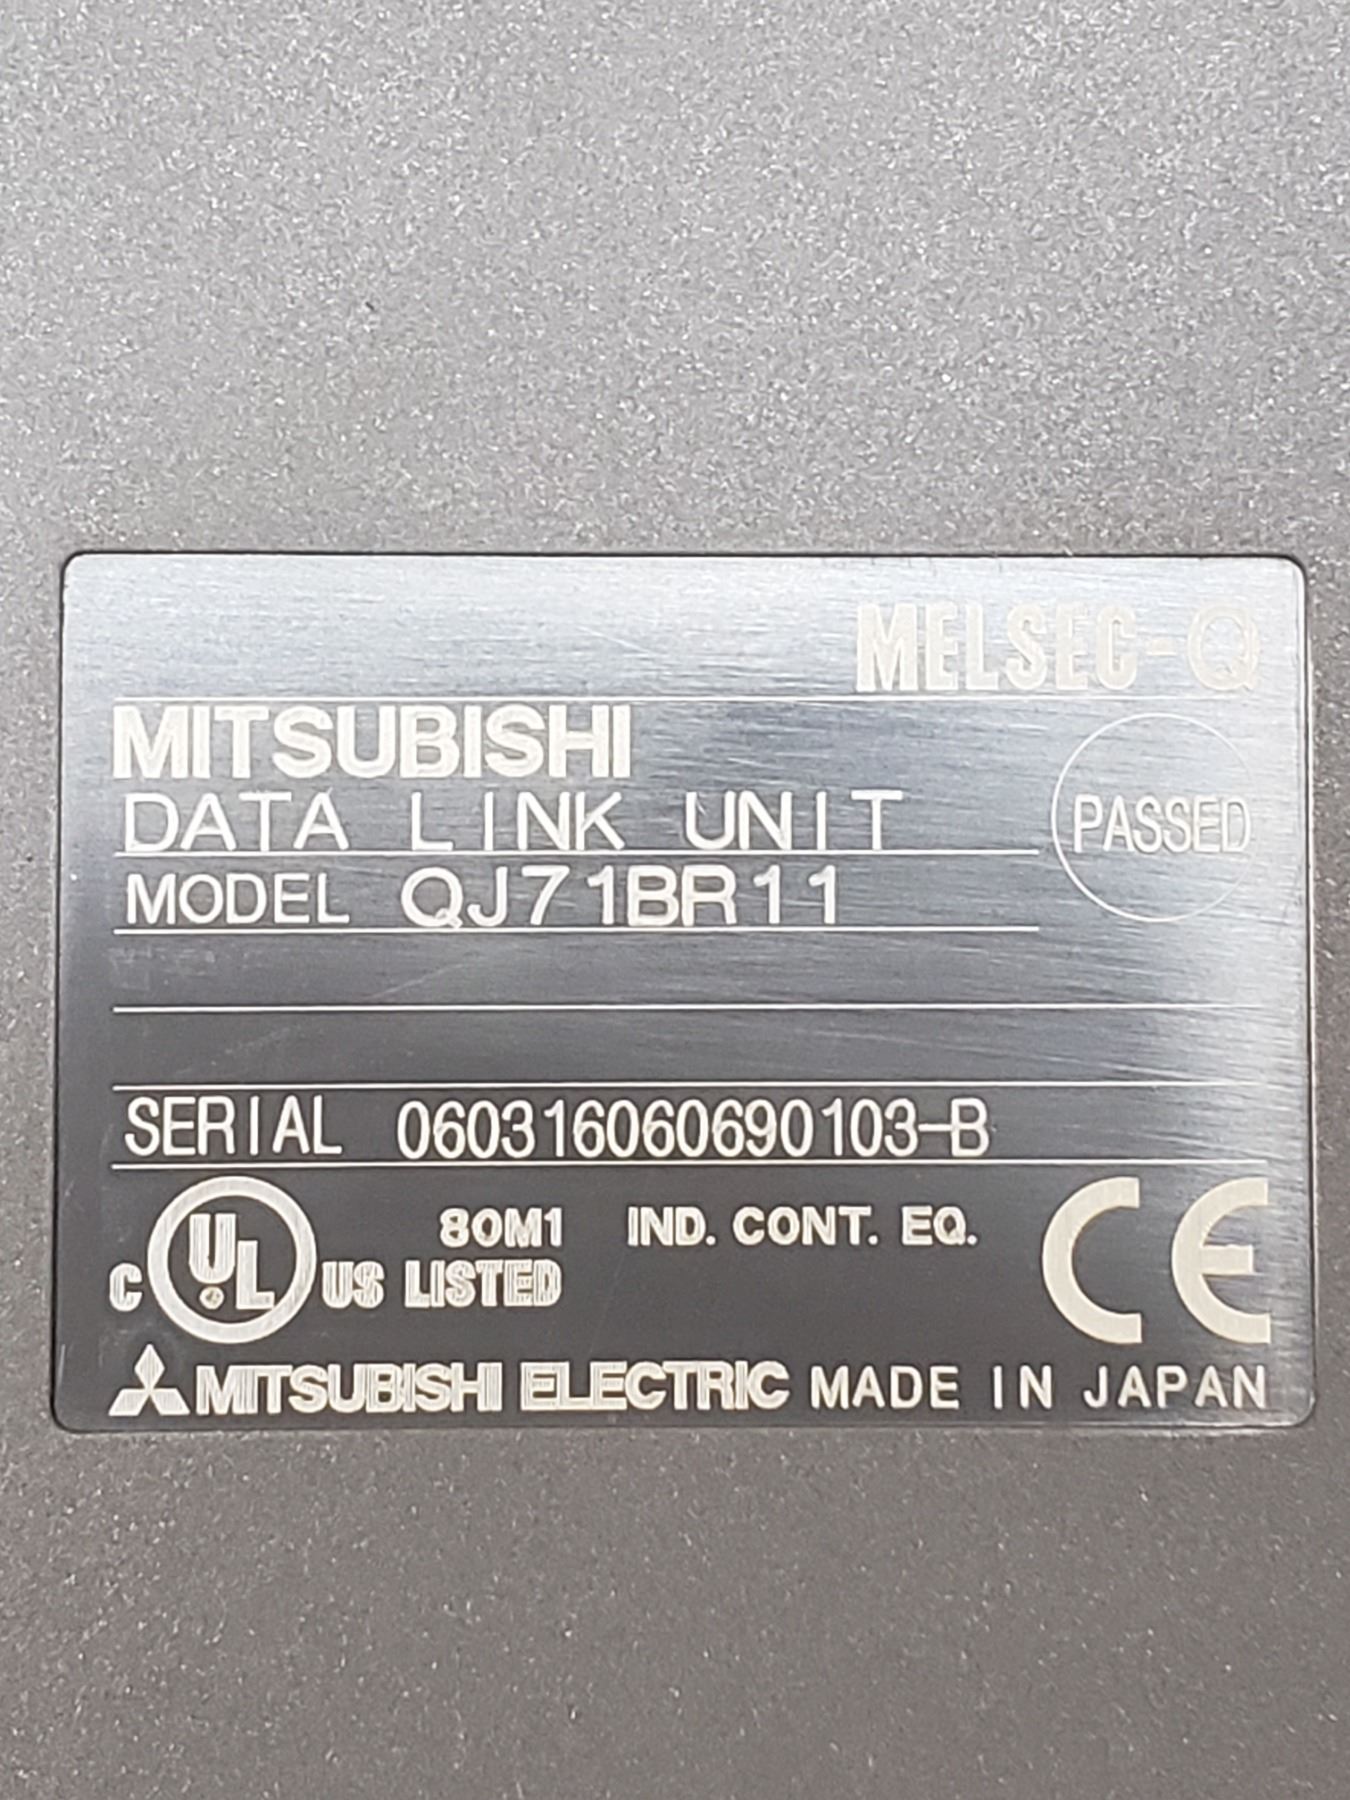 MELSEC-Q
MITSUBISHI
DATA LINK UNIT
PASSED
MODEL QJ71BR11
SERIAL 060316060690103-B
C UL US LISTED
80M1 IND. CONT. EQ.
CE
MITSUBISHI ELECTRIC MADE IN JAPAN